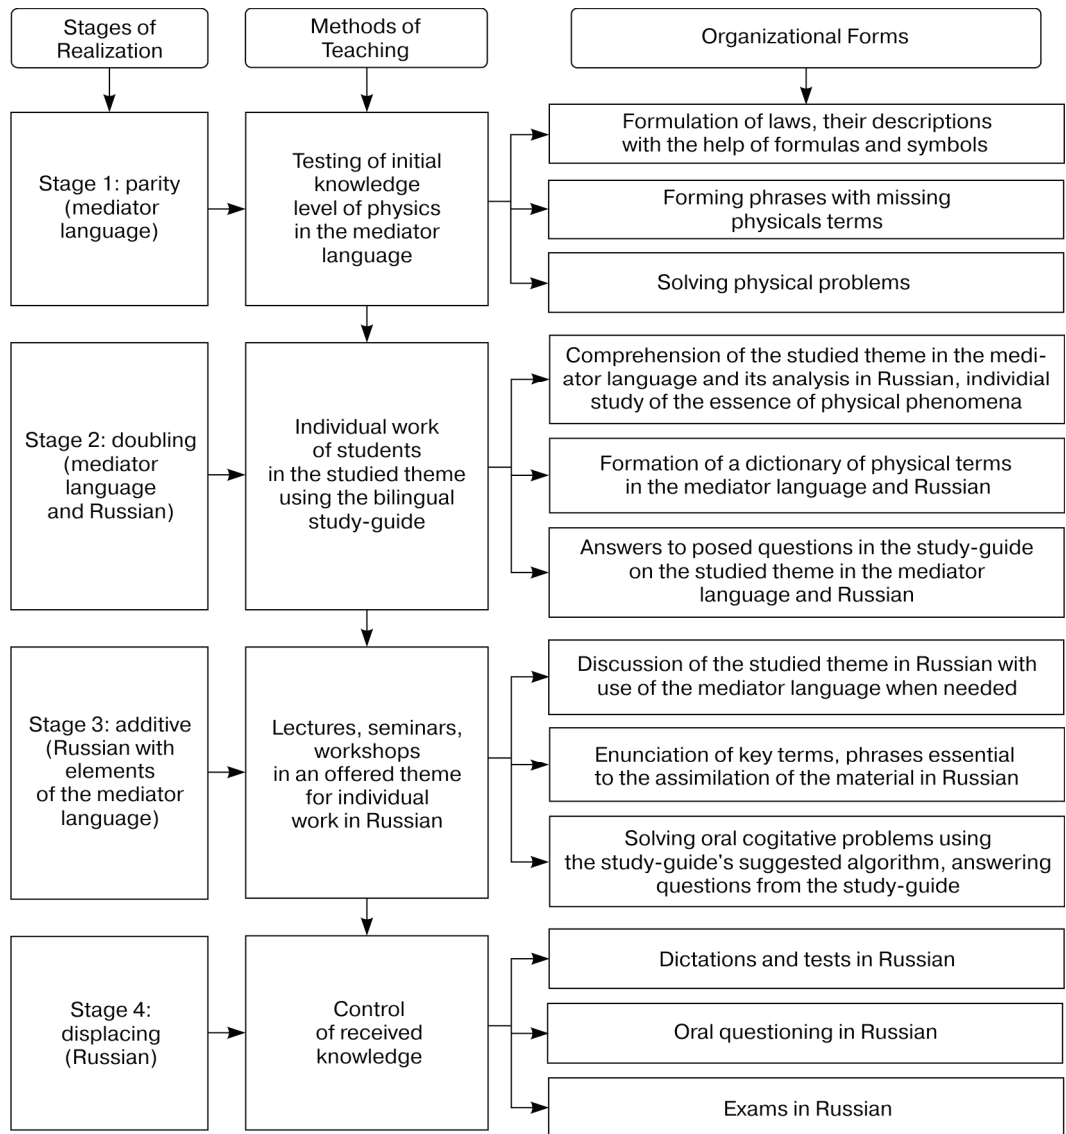 Stages of
Realization
Methods of
Teaching
Organizational Forms
Stage 1: parity
(mediator
language)
Testing of initial
knowledge
level of physics
in the mediator
language
Formulation of laws, their descriptions
with the help of formulas and symbols
Forming phrases with missing
physicals terms
Solving physical problems
Stage 2: doubling
(mediator
language
and Russian)
Individual work
of students
in the studied theme
using the bilingual
study-guide
Comprehension of the studied theme in the medi-
ator language and its analysis in Russian, individial
study of the essence of physical phenomena
Formation of a dictionary of physical terms
in the mediator language and Russian
Answers to posed questions in the study-guide
on the studied theme in the mediator
language and Russian
Stage 3: additive
(Russian with
elements
of the mediator
language)
Lectures, seminars,
workshops
in an offered theme
for individual
work in Russian
Discussion of the studied theme in Russian with
use of the mediator language when needed
Enunciation of key terms, phrases essential
to the assimilation of the material in Russian
Solving oral cogitative problems using
the study-guide's suggested algorithm, answering
questions from the study-guide
Stage 4:
displacing
(Russian)
Control
of received
knowledge
Dictations and tests in Russian
Oral questioning in Russian
Exams in Russian